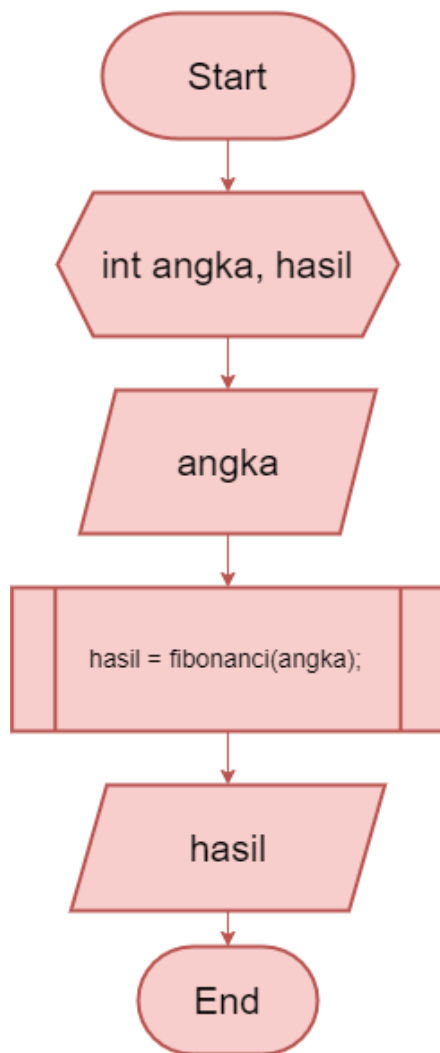 Start
int angka, hasil
angka
hasil = fibonanci(angka);
hasil
End